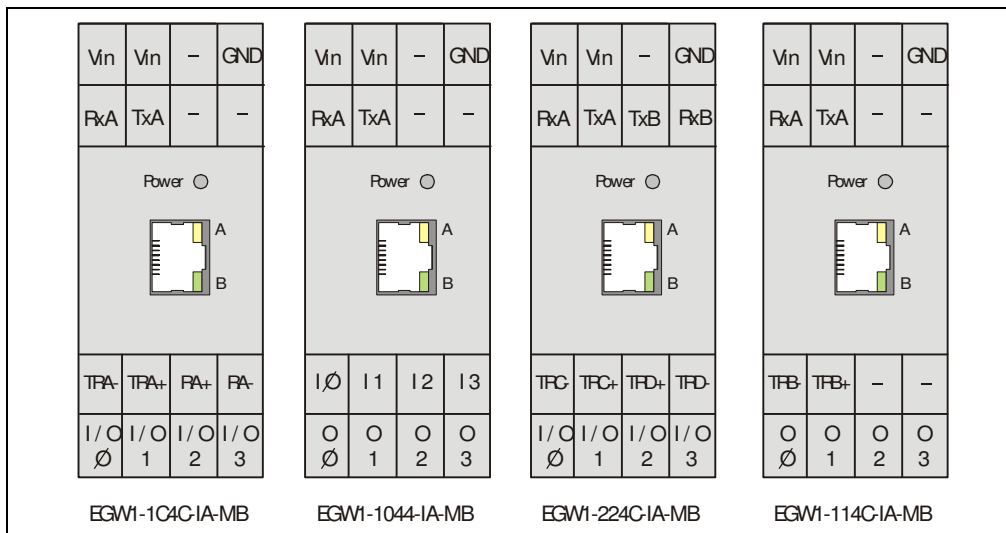 Vin Vin – GND
RxA TxA – –
Power
A
B
TRA- TRA+ RA+ RA-
I/O I/O I/O I/O
Ø 1 2 3
EGW1-1C4C-IA-MB
Vin Vin – GND
RxA TxA – –
Power
A
B
IØ I1 I2 I3
O O O O
Ø 1 2 3
EGW1-1044-IA-MB
Vin Vin – GND
RxA TxA TxB RxB
Power
A
B
TRC- TRC+ TRD+ TRD-
I/O I/O I/O I/O
Ø 1 2 3
EGW1-224C-IA-MB
Vin Vin – GND
RxA TxA – –
Power
A
B
TRB- TRB+ – –
O O O O
Ø 1 2 3
EGW1-114C-IA-MB